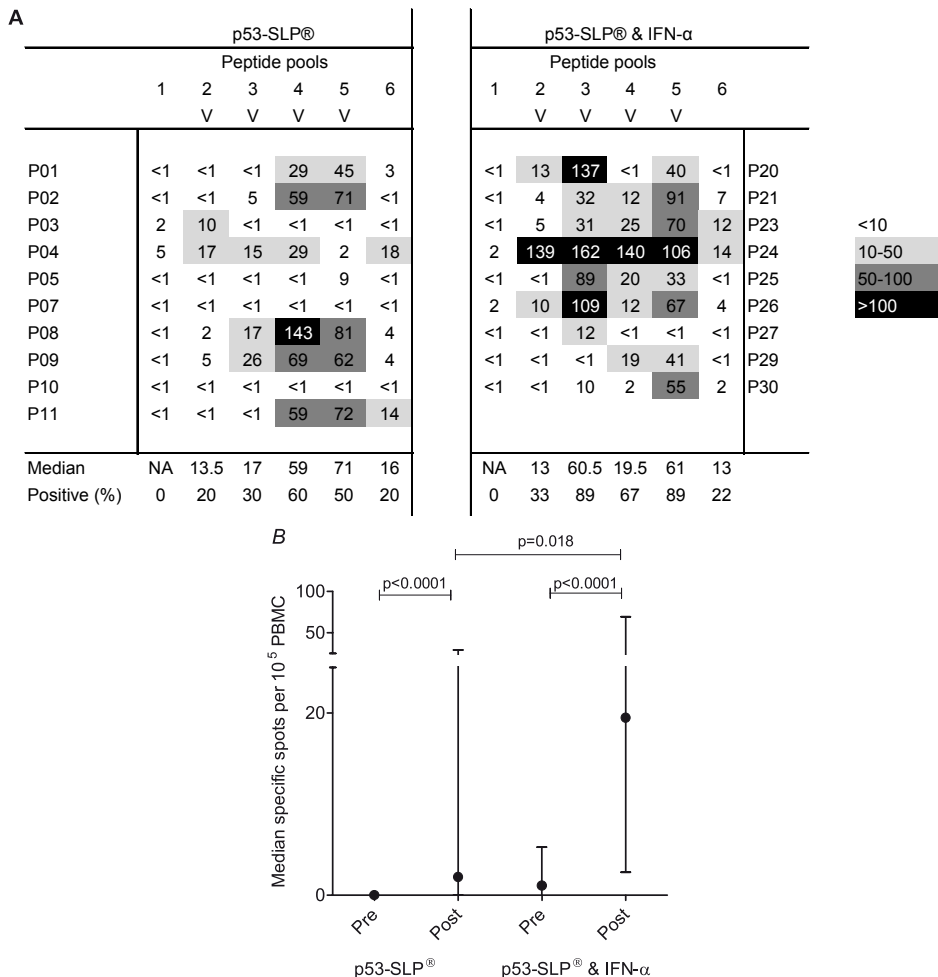 A
p53-SLP® p53-SLP® & IFN-α
Peptide pools Peptide pools
1 2 3 4 5 6 1 2 3 4 5 6
V V V V V V V V
P01 <1 <1 <1 29 45 3 <1 13 137 <1 40 <1 P20
P02 <1 <1 5 59 71 <1 <1 4 32 12 91 7 P21
P03 2 10 <1 <1 <1 <1 <1 5 31 25 70 12 P23 <10
P04 5 17 15 29 2 18 2 139 162 140 106 14 P24 10-50
P05 <1 <1 <1 <1 9 <1 <1 <1 89 20 33 <1 P25 50-100
P07 <1 <1 <1 <1 <1 <1 2 10 109 12 67 4 P26 >100
P08 <1 2 17 143 81 4 <1 <1 12 <1 <1 <1 P27
P09 <1 5 26 69 62 4 <1 <1 <1 19 41 <1 P29
P10 <1 <1 <1 <1 <1 <1 <1 <1 10 2 55 2 P30
P11 <1 <1 <1 59 72 14
Median NA 13.5 17 59 71 16 NA 13 60.5 19.5 61 13
Positive (%) 0 20 30 60 50 20 0 33 89 67 89 22
B
p=0.018
p<0.0001 p<0.0001
100
50
20
0
Median specific spots per 10⁵ PBMC
Pre Post Pre Post
p53-SLP® p53-SLP® & IFN-α